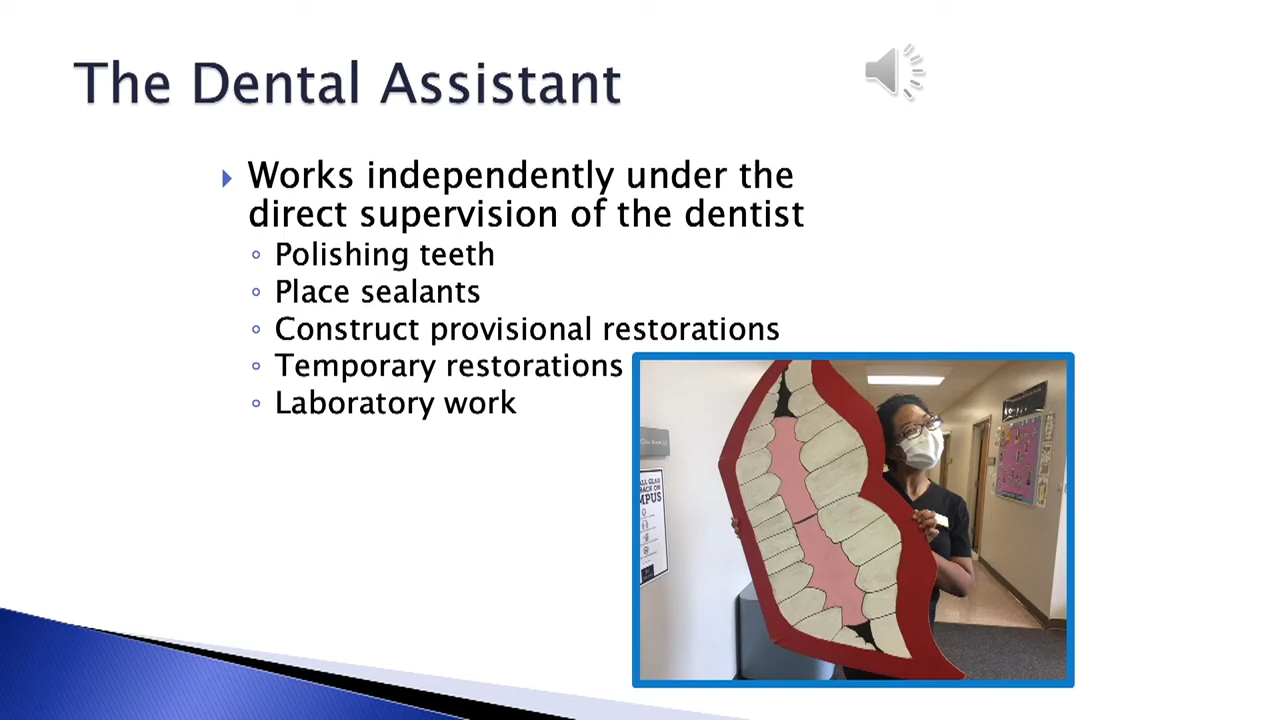 The Dental Assistant
Works independently under the
direct supervision of the dentist
Polishing teeth
Place sealants
Construct provisional restorations
Temporary restorations
Laboratory work